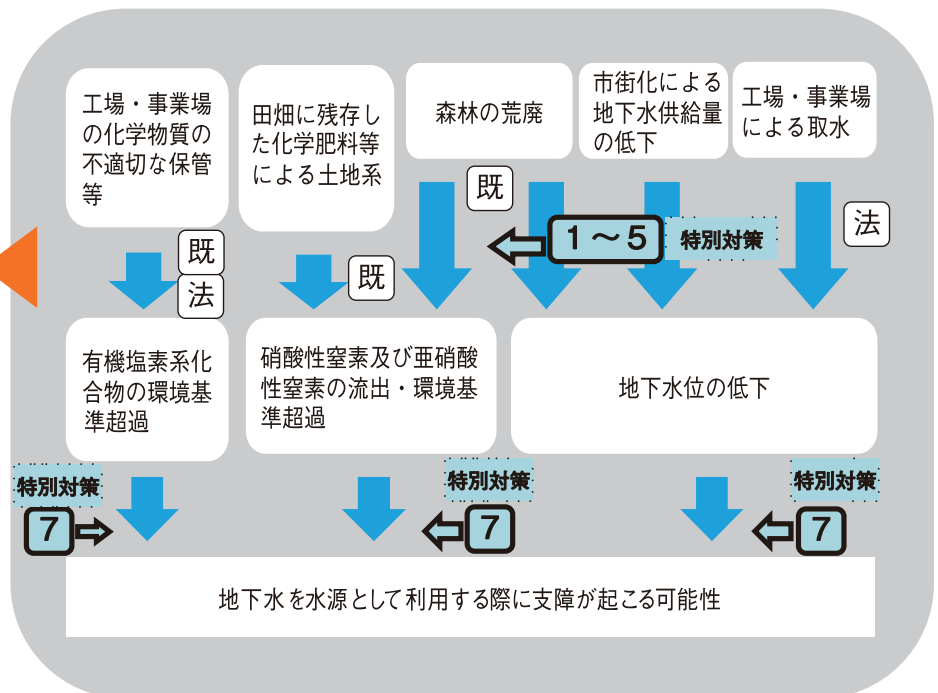 工場・事業場
の化学物質の
不適切な保管
等
田畑に残存し
た化学肥料等
による土地系
森林の荒廃
市街化による
地下水供給量
の低下
工場・事業場
による取水
既
法
既
既
1～5
特別対策
法
有機塩素系化
合物の環境基
準超過
硝酸性窒素及び亜硝酸
性窒素の流出・環境基
準超過
地下水位の低下
特別対策
7
特別対策
7
特別対策
7
地下水を水源として利用する際に支障が起こる可能性